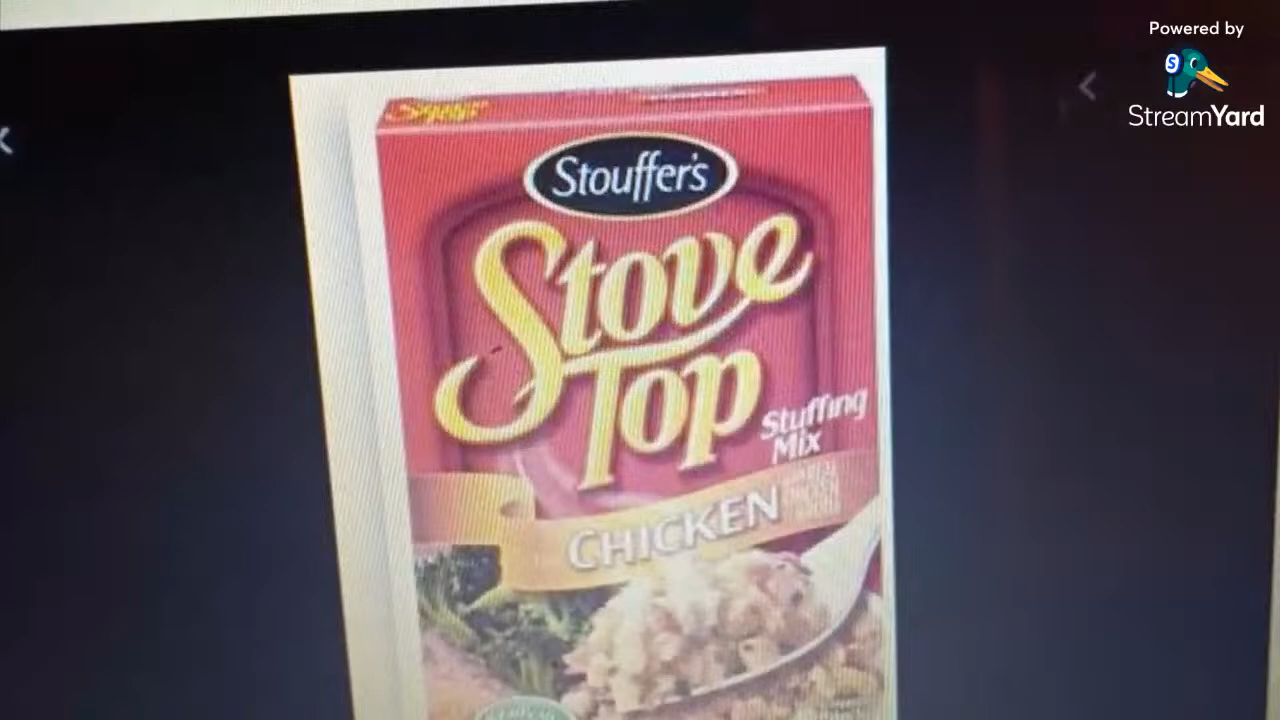 Powered by
StreamYard
Stouffer's
Stove
Top
Stuffing
Mix
CHICKEN